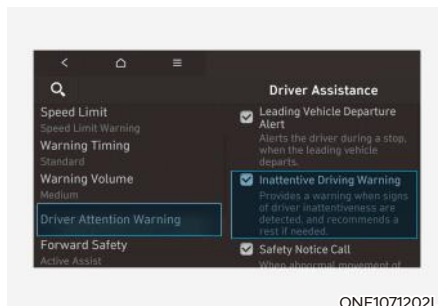 Driver Assistance
Speed Limit
Speed Limit Warning
Warning Timing
Standard
Warning Volume
Medium
Driver Attention Warning
Forward Safety
Active Assist
Leading Vehicle Departure
Alert
Alerts the driver during a stop,
when the leading vehicle
departs.
Inattentive Driving Warning
Provides a warning when signs
of driver inattentiveness are
detected, and recommends a
rest if needed.
Safety Notice Call
When abnormal movement of